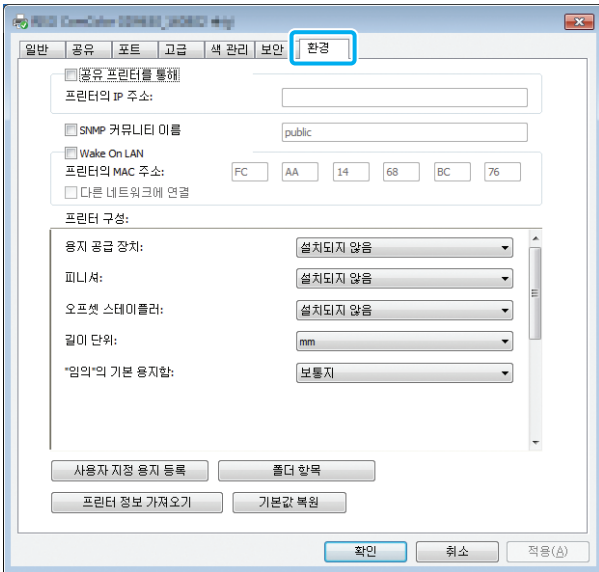 일반 공유 포트 고급 색 관리 보안 환경
공유 프린터를 통해
프린터의 IP 주소:
SNMP 커뮤니티 이름 public
Wake On LAN
프린터의 MAC 주소: FC AA 14 68 BC 76
다른 네트워크에 연결
프린터 구성:
용지 공급 장치: 설치되지 않음
피니셔: 설치되지 않음
오프셋 스테이플러: 설치되지 않음
길이 단위: mm
"임의"의 기본 용지함: 보통지
사용자 지정 용지 등록 폴더 항목
프린터 정보 가져오기 기본값 복원
확인 취소 적용(A)